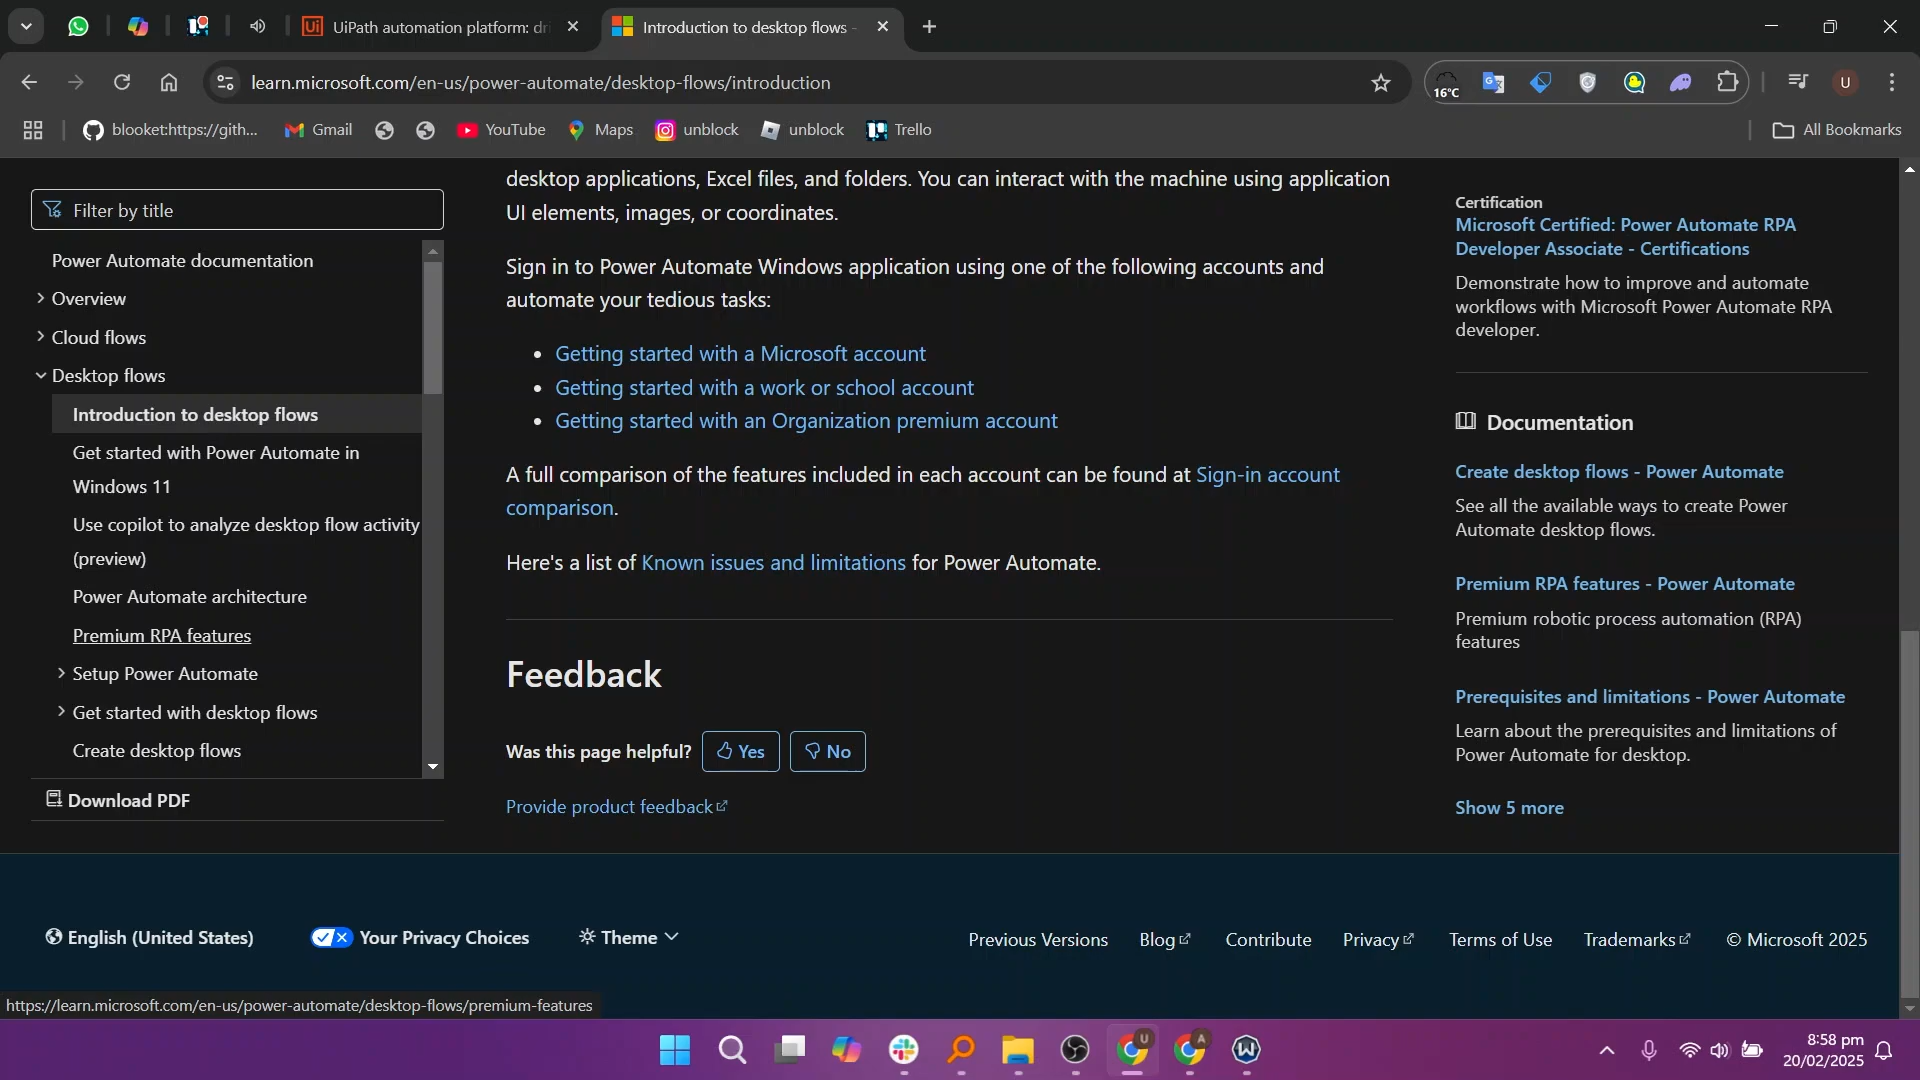 UiPath automation platform: dri
Introduction to desktop flows -
learn.microsoft.com/en-us/power-automate/desktop-flows/introduction
16°C
U
blooket:https://gith...
Gmail
YouTube
Maps
unblock
unblock
Trello
All Bookmarks
Filter by title
Power Automate documentation
Overview
Cloud flows
Desktop flows
Introduction to desktop flows
Get started with Power Automate in
Windows 11
Use copilot to analyze desktop flow activity
(preview)
Power Automate architecture
Premium RPA features
Setup Power Automate
Get started with desktop flows
Create desktop flows
Download PDF
desktop applications, Excel files, and folders. You can interact with the machine using application
UI elements, images, or coordinates.
Sign in to Power Automate Windows application using one of the following accounts and
automate your tedious tasks:
• Getting started with a Microsoft account
• Getting started with a work or school account
• Getting started with an Organization premium account
A full comparison of the features included in each account can be found at Sign-in account
comparison.
Here's a list of Known issues and limitations for Power Automate.
Feedback
Was this page helpful? Yes No
Provide product feedback
Certification
Microsoft Certified: Power Automate RPA
Developer Associate - Certifications
Demonstrate how to improve and automate
workflows with Microsoft Power Automate RPA
developer.
Documentation
Create desktop flows - Power Automate
See all the available ways to create Power
Automate desktop flows.
Premium RPA features - Power Automate
Premium robotic process automation (RPA)
features
Prerequisites and limitations - Power Automate
Learn about the prerequisites and limitations of
Power Automate for desktop.
Show 5 more
English (United States)
Your Privacy Choices
Theme
Previous Versions
Blog
Contribute
Privacy
Terms of Use
Trademarks
© Microsoft 2025
https://learn.microsoft.com/en-us/power-automate/desktop-flows/premium-features
U
A
8:58 pm
20/02/2025